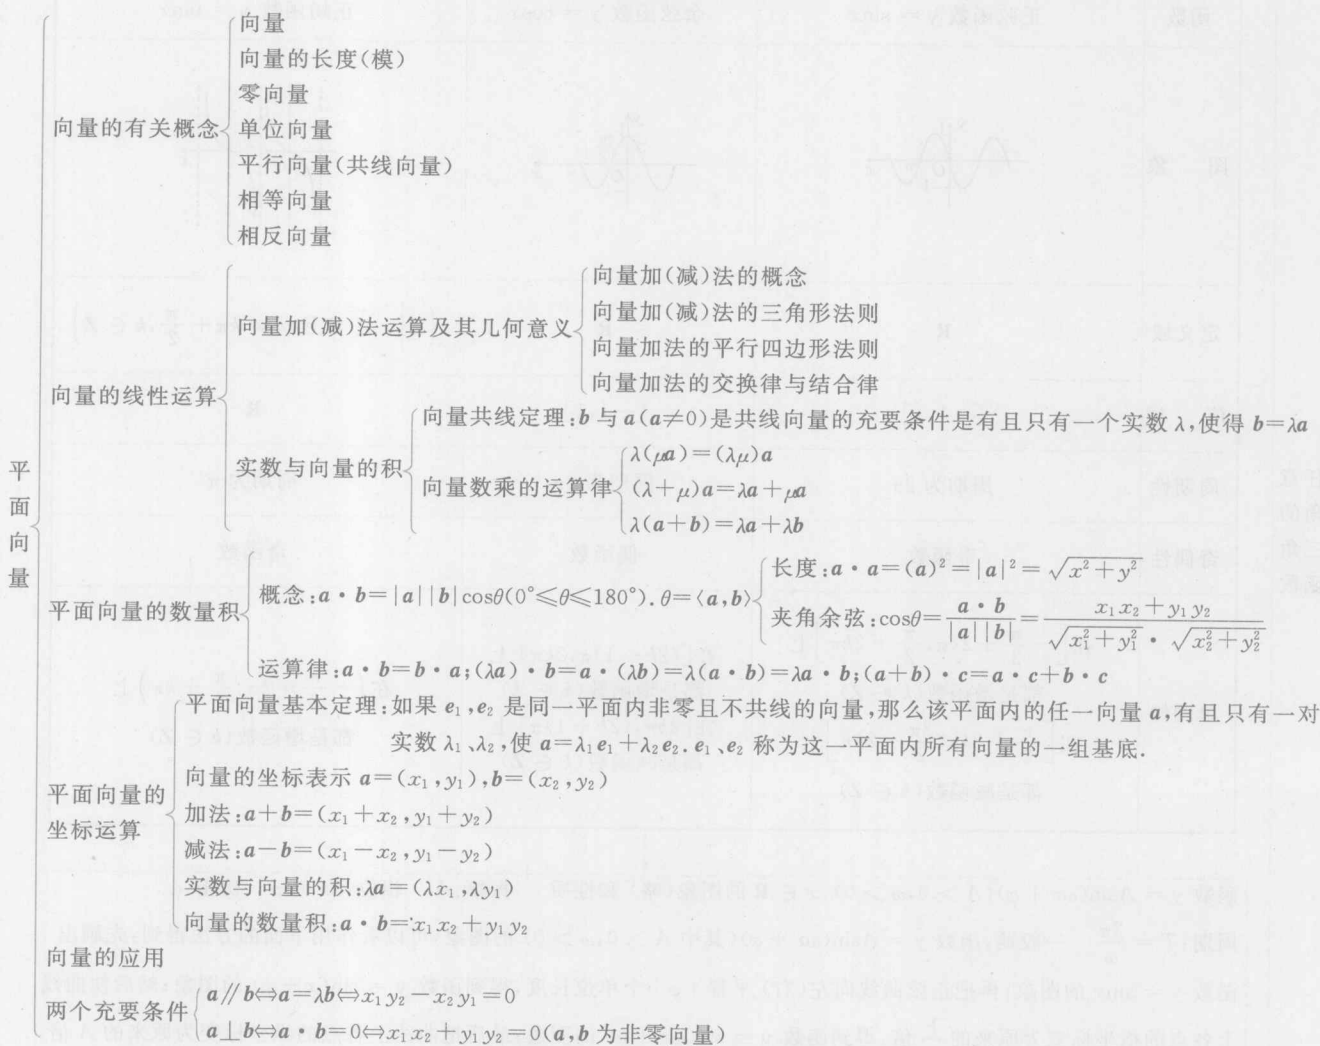 平面向量
向量的有关概念
向量
向量的长度(模)
零向量
单位向量
平行向量(共线向量)
相等向量
相反向量
向量的线性运算
向量加(减)法运算及其几何意义
向量加(减)法的概念
向量加(减)法的三角形法则
向量加法的平行四边形法则
向量加法的交换律与结合律
实数与向量的积
向量共线定理:b 与 a(a≠0)是共线向量的充要条件是有且只有一个实数 λ,使得 b=λa
向量数乘的运算律
λ(μa)=(λμ)a
(λ+μ)a=λa+μa
λ(a+b)=λa+λb
平面向量的数量积
概念:a·b=|a||b|cosθ(0°≤θ≤180°).θ=⟨a,b⟩
长度:a·a=(a)²=|a|²=√(x²+y²)
夹角余弦:cosθ=a·b/|a||b|=(x₁x₂+y₁y₂)/(√(x₁²+y₁²)·√(x₂²+y₂²))
运算律:a·b=b·a;(λa)·b=a·(λb)=λ(a·b)=λa·b;(a+b)·c=a·c+b·c
平面向量的
坐标运算
平面向量基本定理:如果 e₁,e₂ 是同一平面内非零且不共线的向量,那么该平面内的任一向量 a,有且只有一对
实数 λ₁、λ₂,使 a=λ₁e₁+λ₂e₂.e₁、e₂ 称为这一平面内所有向量的一组基底.
向量的坐标表示 a=(x₁,y₁),b=(x₂,y₂)
加法:a+b=(x₁+x₂,y₁+y₂)
减法:a-b=(x₁-x₂,y₁-y₂)
实数与向量的积:λa=(λx₁,λy₁)
向量的数量积:a·b=x₁x₂+y₁y₂
向量的应用
两个充要条件
a∥b⇔a=λb⇔x₁y₂-x₂y₁=0
a⊥b⇔a·b=0⇔x₁x₂+y₁y₂=0(a,b 为非零向量)